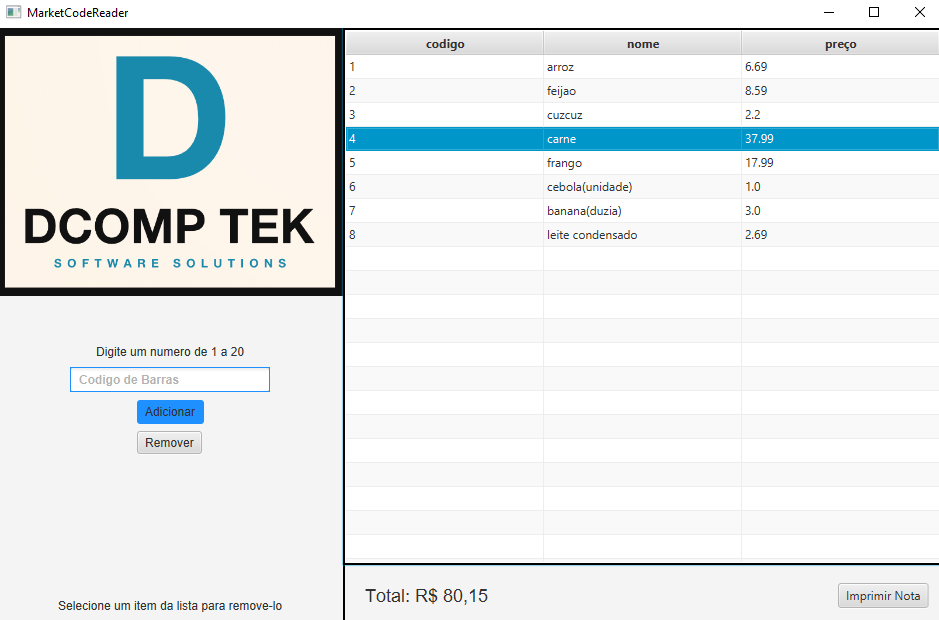 MarketCodeReader
D
DCOMP TEK
SOFTWARE SOLUTIONS
Digite um numero de 1 a 20
Codigo de Barras
Adicionar
Remover
Selecione um item da lista para remove-lo
codigo nome preço
1 arroz 6.69
2 feijao 8.59
3 cuzcuz 2.2
4 carne 37.99
5 frango 17.99
6 cebola(unidade) 1.0
7 banana(duzia) 3.0
8 leite condensado 2.69
Total: R$ 80,15
Imprimir Nota